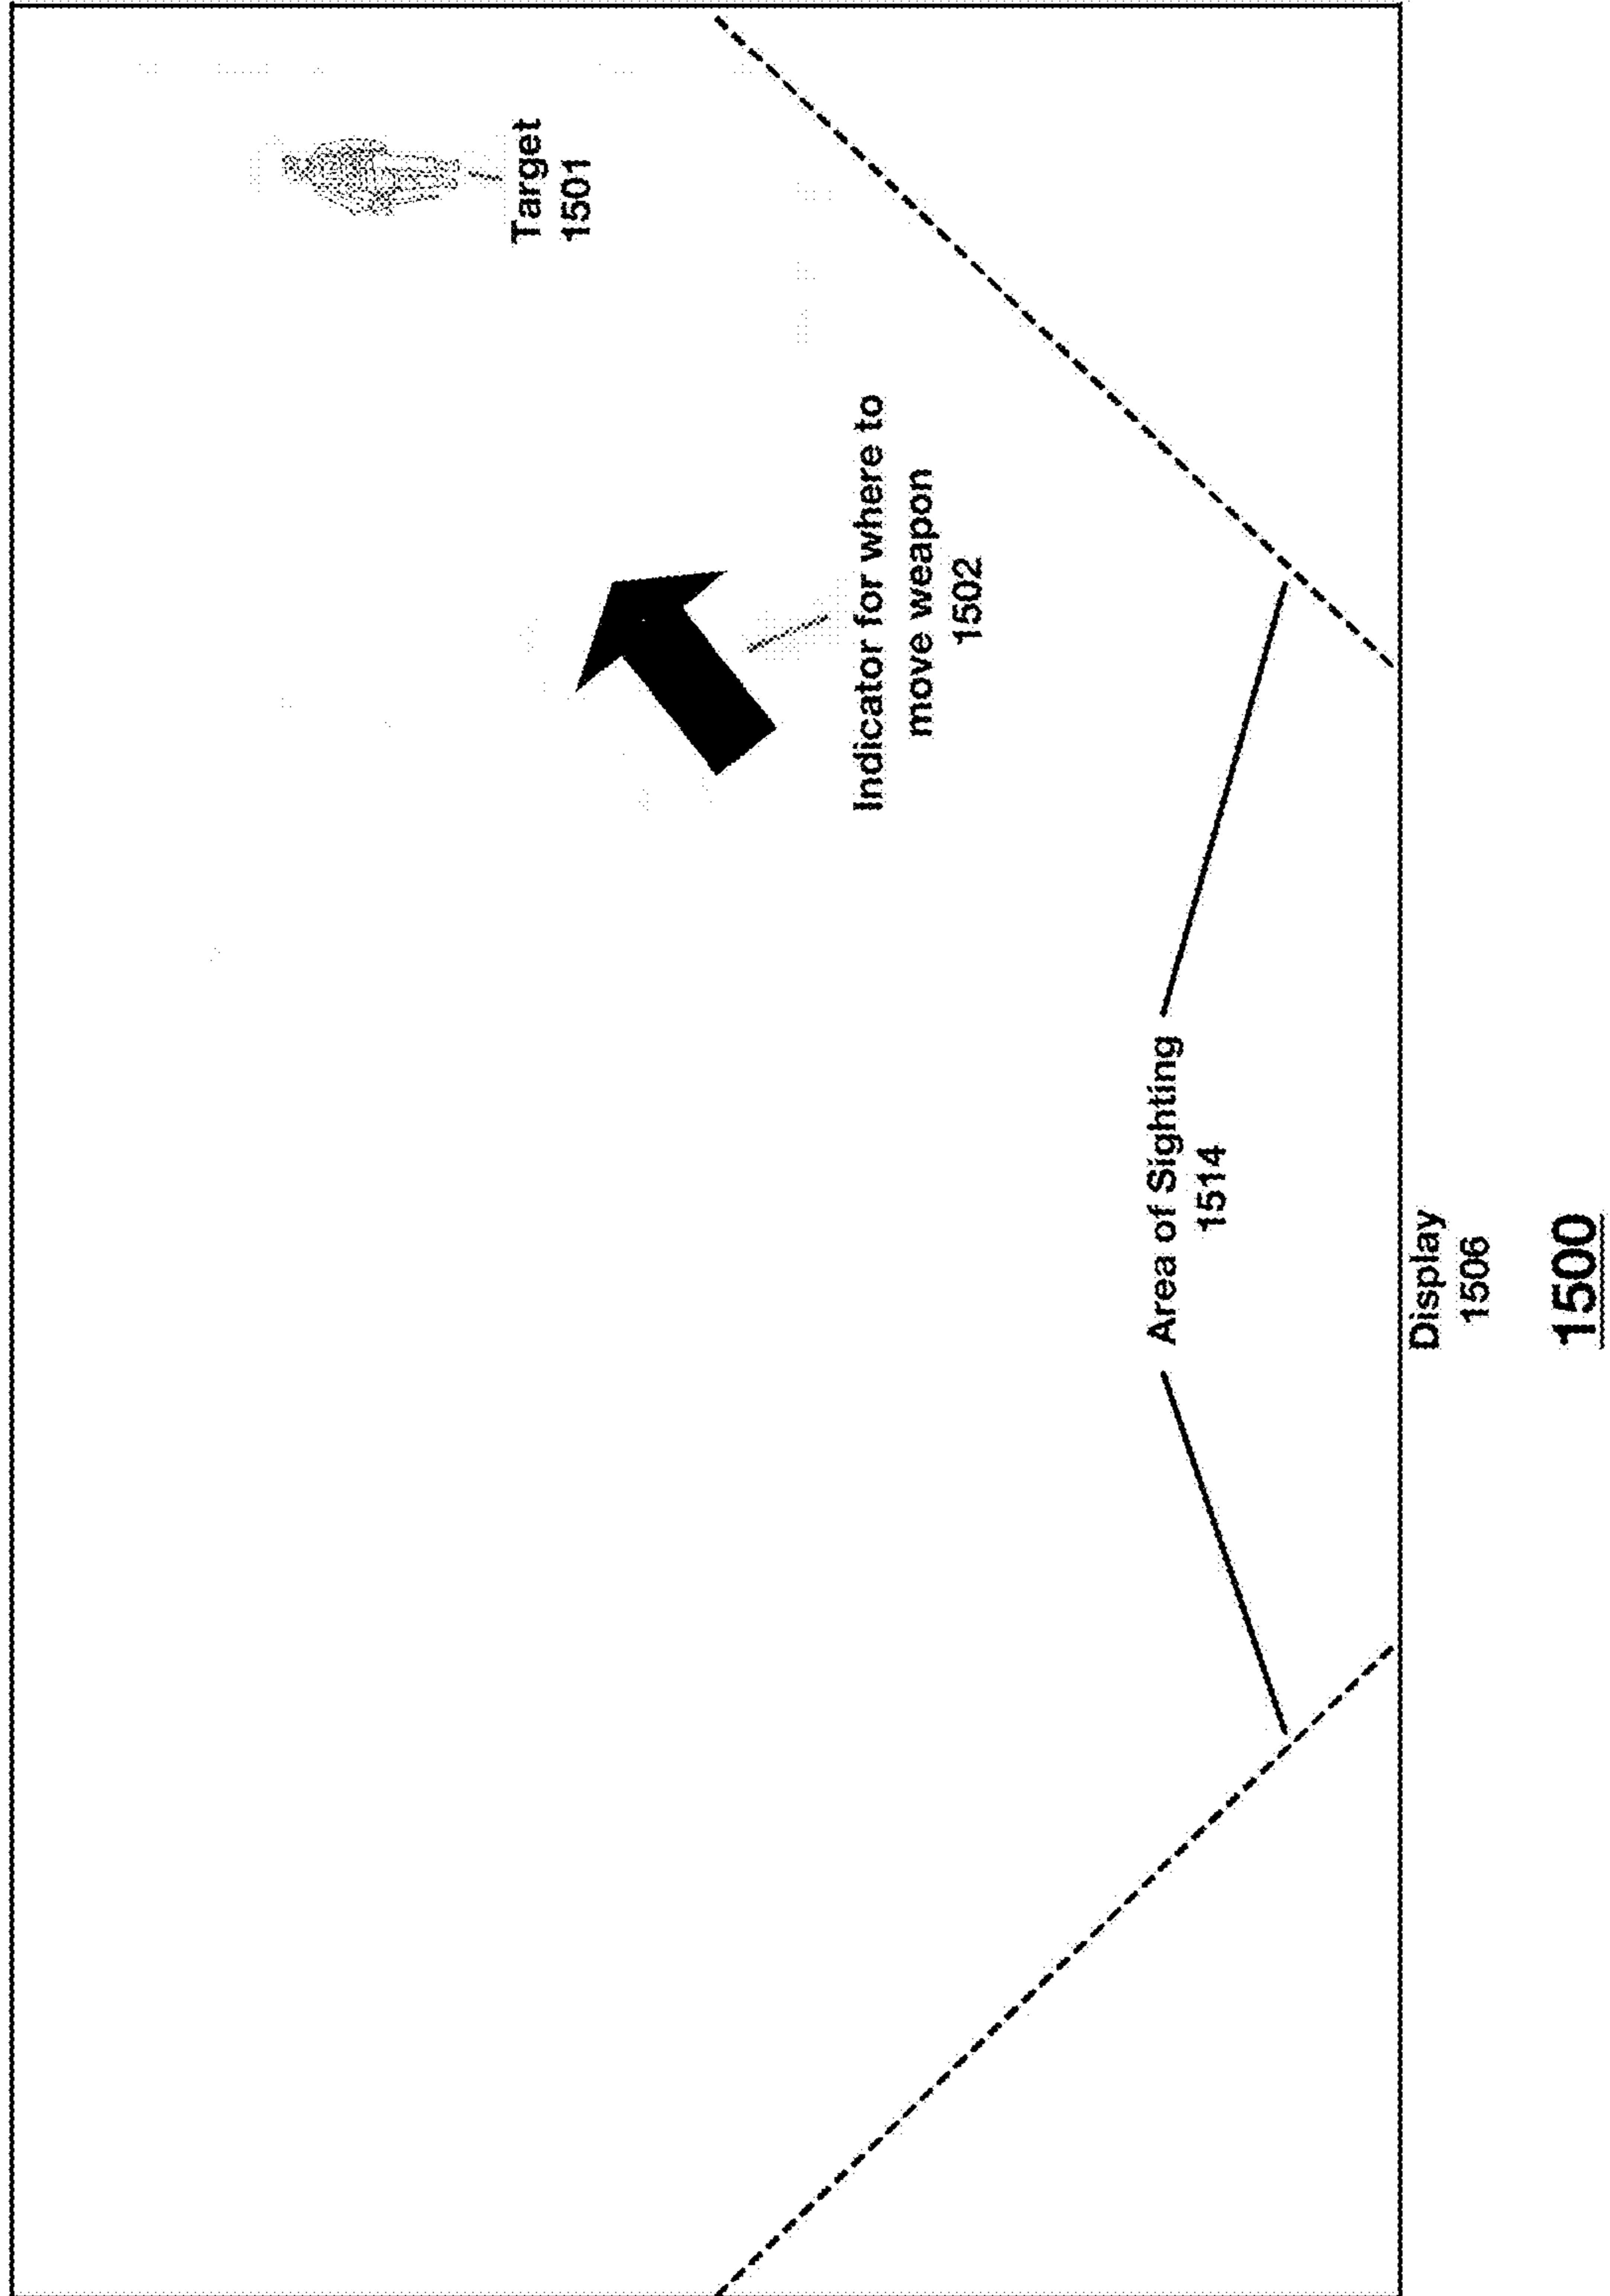 Target
1501
Indicator for where to
move weapon
1502
Area of Sighting
1514
Display
1506
1500